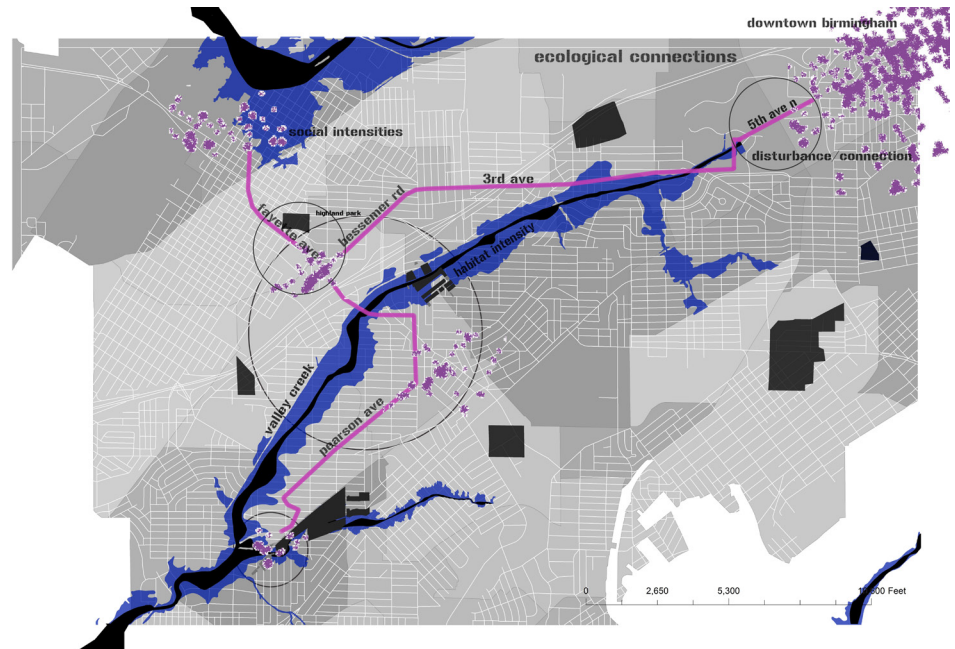 downtown birmingham
ecological connections
5th ave n
social intensities
disturbance connection
3rd ave
highland park
fayette ave
bessemer rd
habitat intensity
valley creek
pearson ave
0 2,650 5,300 Feet